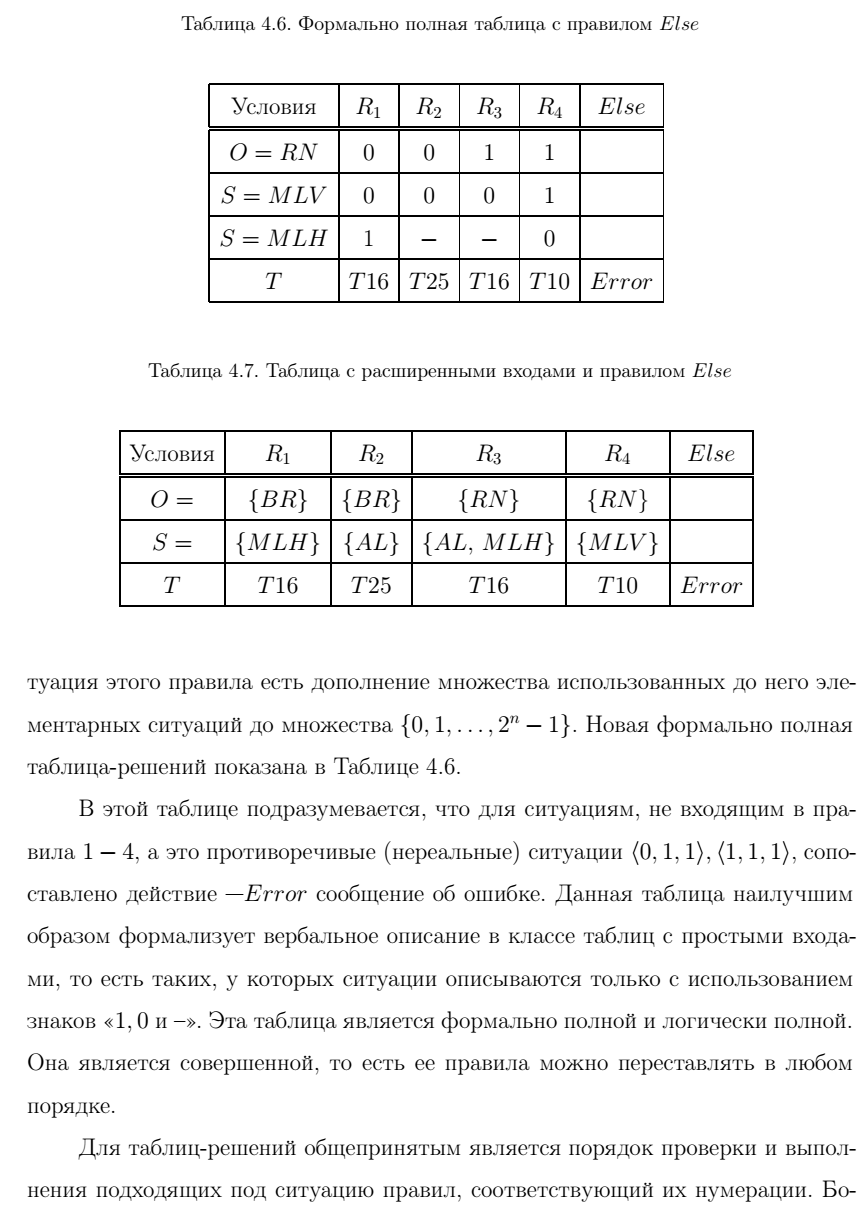 Таблица 4.6. Формально полная таблица с правилом Else
Условия R₁ R₂ R₃ R₄ Else
O = RN 0 0 1 1
S = MLV 0 0 0 1
S = MLH 1 – – 0
T T16 T25 T16 T10 Error
Таблица 4.7. Таблица с расширенными входами и правилом Else
Условия R₁ R₂ R₃ R₄ Else
O = {BR} {BR} {RN} {RN}
S = {MLH} {AL} {AL, MLH} {MLV}
T T16 T25 T16 T10 Error
туация этого правила есть дополнение множества использованных до него эле-
ментарных ситуаций до множества {0, 1, . . . , 2ⁿ − 1}. Новая формально полная
таблица-решений показана в Таблице 4.6.
В этой таблице подразумевается, что для ситуациям, не входящим в пра-
вила 1 − 4, а это противоречивые (нереальные) ситуации ⟨0, 1, 1⟩, ⟨1, 1, 1⟩, сопо-
ставлено действие —Error сообщение об ошибке. Данная таблица наилучшим
образом формализует вербальное описание в классе таблиц с простыми входа-
ми, то есть таких, у которых ситуации описываются только с использованием
знаков «1, 0 и –». Эта таблица является формально полной и логически полной.
Она является совершенной, то есть ее правила можно переставлять в любом
порядке.
Для таблиц-решений общепринятым является порядок проверки и выпол-
нения подходящих под ситуацию правил, соответствующий их нумерации. Бо-